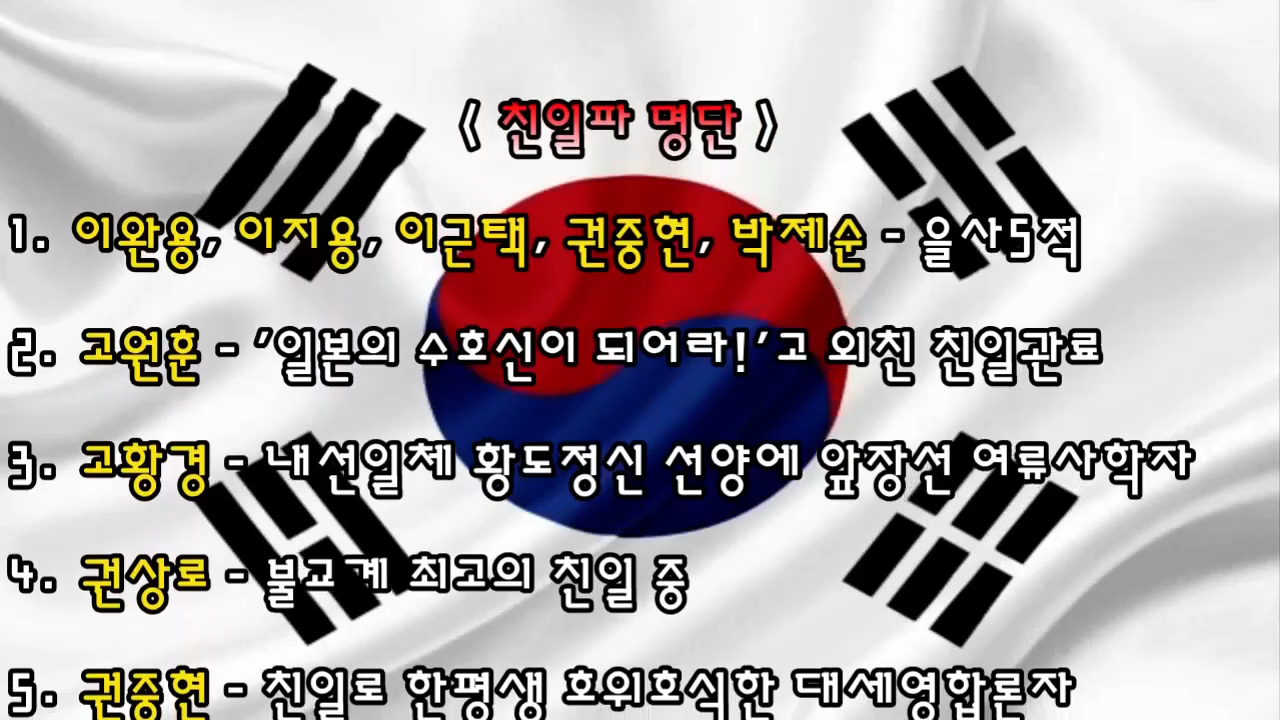 < 친일파 명단 >
1. 이완용, 이지용, 이근택, 권중현, 박제순 - 을사5적
2. 고원훈 - '일본의 수호신이 되어라!'고 외친 친일관료
3. 고황경 - 내선일체 황도정신 선양에 앞장선 여류사학자
4. 권상로 - 불교계 최고의 친일 중
5. 권중현 - 친일로 한평생 호위호식한 대세영합론자